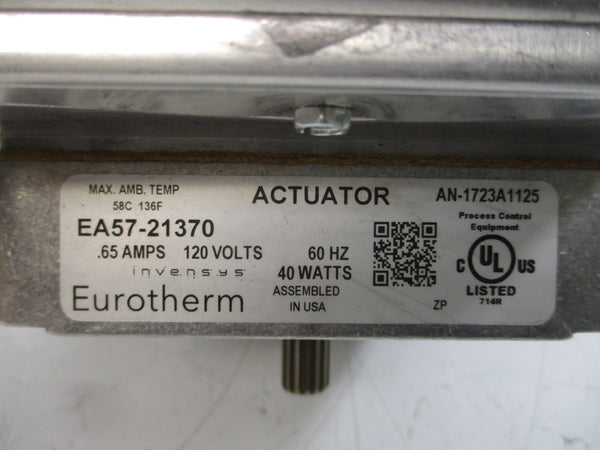 MAX. AMB. TEMP
58C 136F
ACTUATOR
AN-1723A1125
EA57-21370
.65 AMPS 120 VOLTS 60 HZ
40 WATTS
invensys
Eurotherm
ASSEMBLED
IN USA
ZP
Process Control
Equipment
C UL US
LISTED
714R